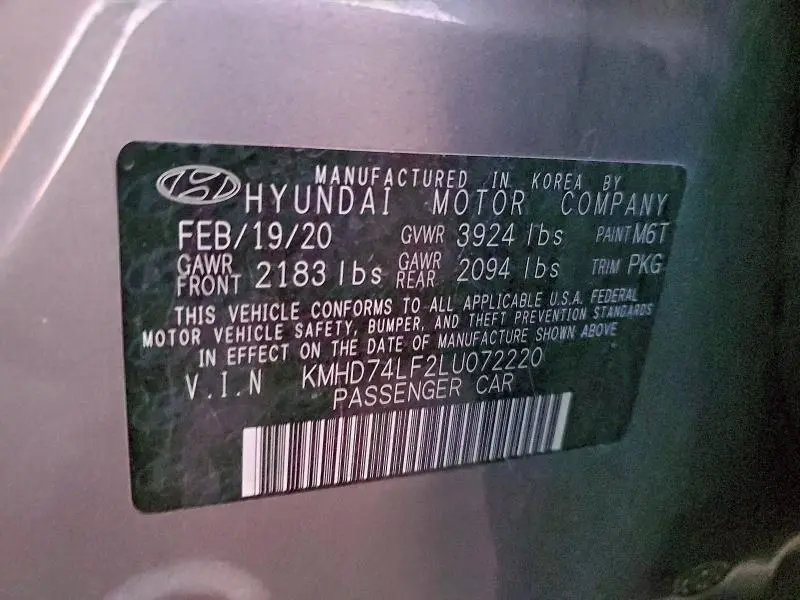 MANUFACTURED IN KOREA BY
HYUNDAI MOTOR COMPANY
FEB/19/20 GVWR 3924 lbs PAINT M6T
GAWR FRONT 2183 lbs GAWR REAR 2094 lbs TRIM PKG
THIS VEHICLE CONFORMS TO ALL APPLICABLE U.S.A. FEDERAL
MOTOR VEHICLE SAFETY, BUMPER, AND THEFT PREVENTION STANDARDS
IN EFFECT ON THE DATE OF MANUFACTURE SHOWN ABOVE
V.I.N KMHD74LF2LU072220
PASSENGER CAR